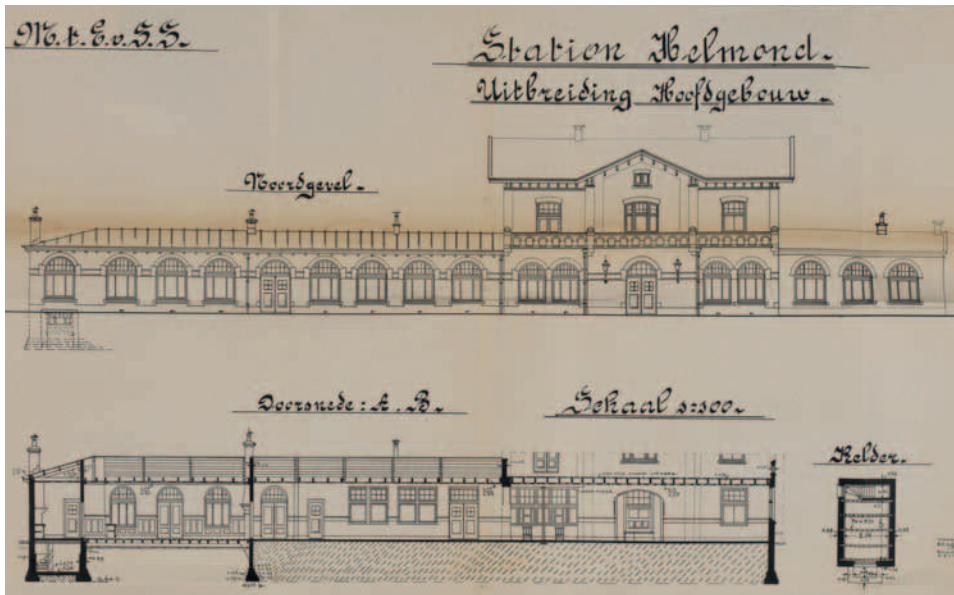 M.t.E.v.S.S.
Station Helmond.
Uitbreiding Hoofdgebouw.
Noordgevel.
Doorsnede: A. B.
Schaal 1:100.
Kelder.